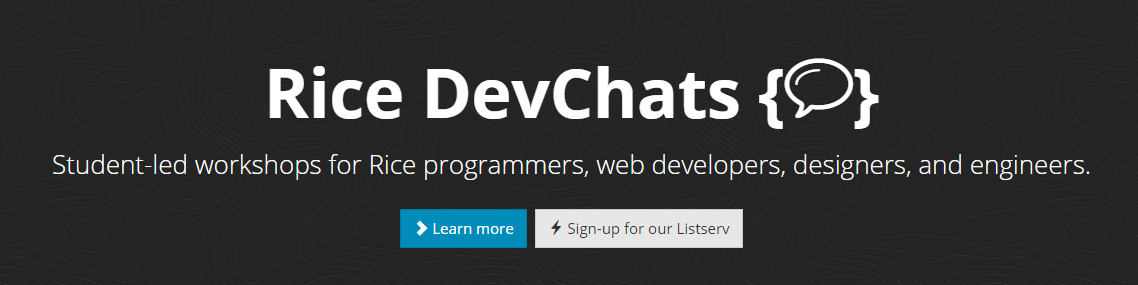 Rice DevChats {}
Student-led workshops for Rice programmers, web developers, designers, and engineers.
Learn more
Sign-up for our Listserv